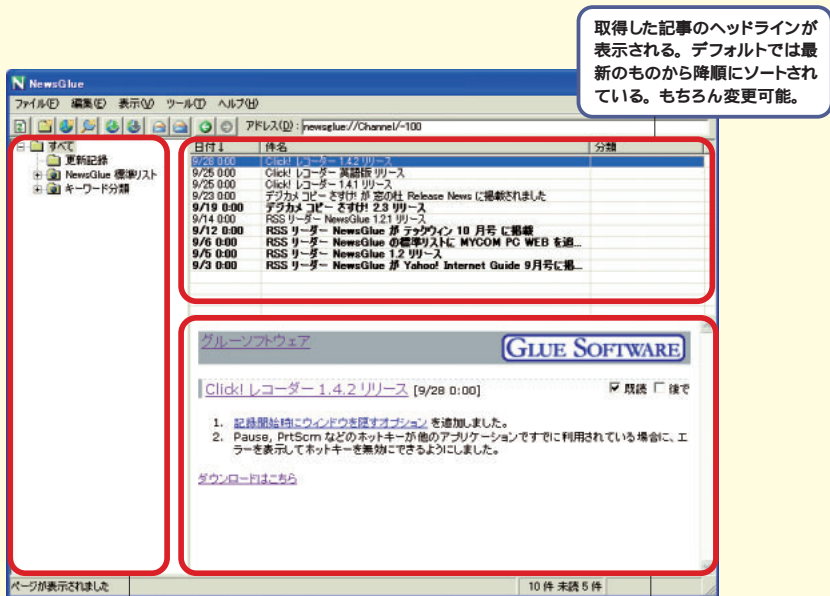 取得した記事のヘッドラインが
表示される。デフォルトでは最
新のものから降順にソートされ
ている。もちろん変更可能。
NewsGlue
ファイル(F) 編集(E) 表示(V) ツール(T) ヘルプ(H)
アドレス(D): newsglue://Channel/-100
すべて
更新記録
NewsGlue 標準リスト
キーワード分類
日付↓ 件名 分類
9/28 0:00 Click! レコーダー 1.4.2 リリース
9/25 0:00 Click! レコーダー 英語版 リリース
9/25 0:00 Click! レコーダー 1.4.1 リリース
9/23 0:00 デジカメ コピー さすけ! が 窓の杜 Release News に掲載されました
9/19 0:00 デジカメ コピー さすけ! 2.3 リリース
9/14 0:00 RSS リーダー NewsGlue 1.2.1 リリース
9/12 0:00 RSS リーダー NewsGlue が テックウィン 10 月号 に掲載
9/6 0:00 RSS リーダー NewsGlue の標準リストに MYCOM PC WEB を追...
9/5 0:00 RSS リーダー NewsGlue 1.2 リリース
9/3 0:00 RSS リーダー NewsGlue が Yahoo! Internet Guide 9月号に掲...
グルーソフトウェア GLUE SOFTWARE
Click! レコーダー 1.4.2 リリース [9/28 0:00] 既読 後で
1. 記録開始時にウィンドウを隠すオプション を追加しました。
2. Pause, PrtScrn などのホットキーが他のアプリケーションですでに利用されている場合に、エ
ラーを表示してホットキーを無効にできるようにしました。
ダウンロードはこちら
ページが表示されました 10 件 未読 5 件